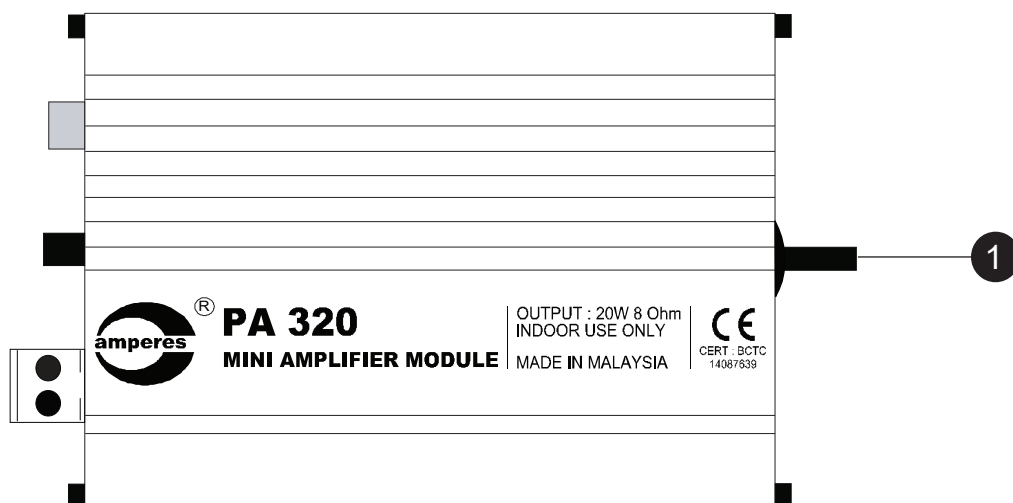 1
®
amperes
PA 320
MINI AMPLIFIER MODULE
OUTPUT : 20W 8 Ohm
INDOOR USE ONLY
MADE IN MALAYSIA
CE
CERT : BCTC
14087639